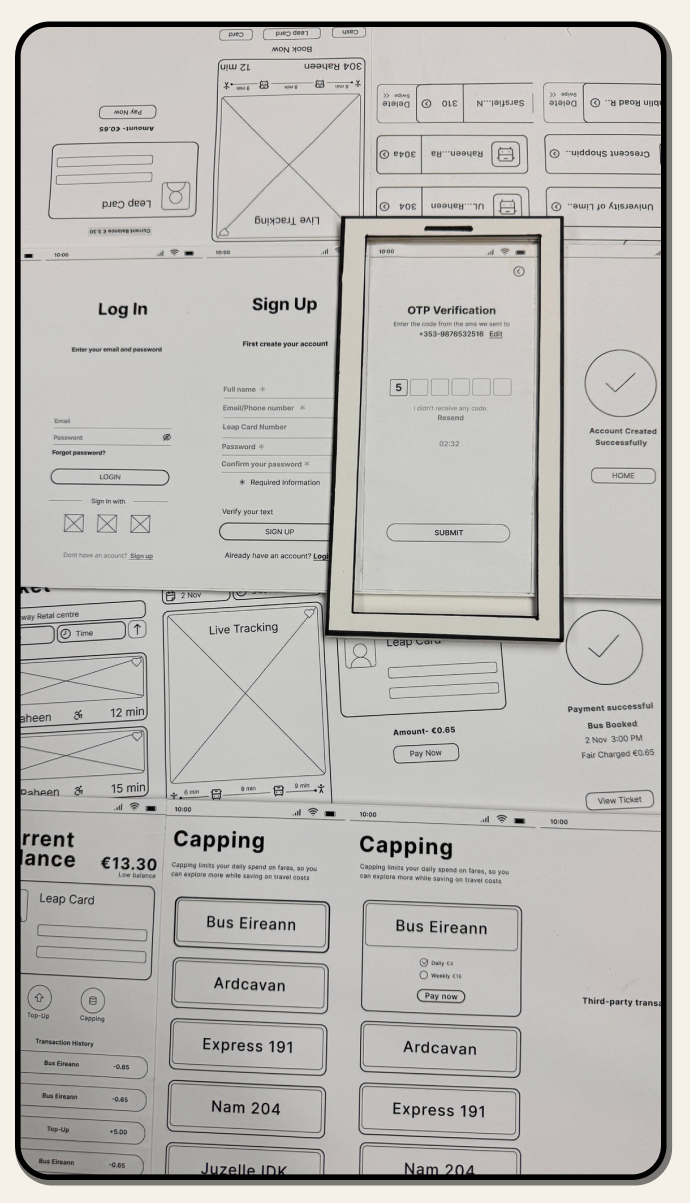 Cash
Leap Card
Card
Book Now
304 Raheen
12 min
6 min
8 min
9 min
Live Tracking
Pay Now
Amount- €0.65
Leap Card
Current Balance € 3.30
Delete
Swipe <<
310
Sarsfiel...N
304a
Raheen...Ra
304
UL...Raheen
Delete
Swipe <<
Dublin Road R..
Crescent Shoppin..
University of Lime..
10:00
Log In
Enter your email and password
Email
Password
Forgot password?
LOGIN
Sign In with
Dont have an acount? Sign up
10:00
Sign Up
First create your account
Full name *
Email/Phone number *
Leap Card Number
Password *
Confirm your password *
* Required Information
Verify your text
SIGN UP
Already have an acount? Logi
10:00
OTP Verification
Enter the code from the sms we sent to
+353-9876532516 Edit
5
I didn't receive any code.
Resend
02:32
SUBMIT
Account Created
Successfully
HOME
way Retal centre
Time
aheen
12 min
Raheen
15 min
2 Nov
Live Tracking
6 min
8 min
9 min
Leap Card
Amount- €0.65
Pay Now
Payment successful
Bus Booked
2 Nov 3:00 PM
Fair Charged €0.65
View Ticket
rrent
lance
€13.30
Low balance
Leap Card
Top-Up
Capping
Transaction History
Bus Eireann -0.65
Bus Eireann -0.65
Top-Up +5.00
Bus Eireann -0.65
10:00
Capping
Capping limits your daily spend on fares, so you
can explore more while saving on travel costs
Bus Eireann
Ardcavan
Express 191
Nam 204
Juzelle JDK
10:00
Capping
Capping limits your daily spend on fares, so you
can explore more while saving on travel costs
Bus Eireann
Daily €4
Weekly €16
Pay now
Ardcavan
Express 191
Nam 204
10:00
Third-party transa